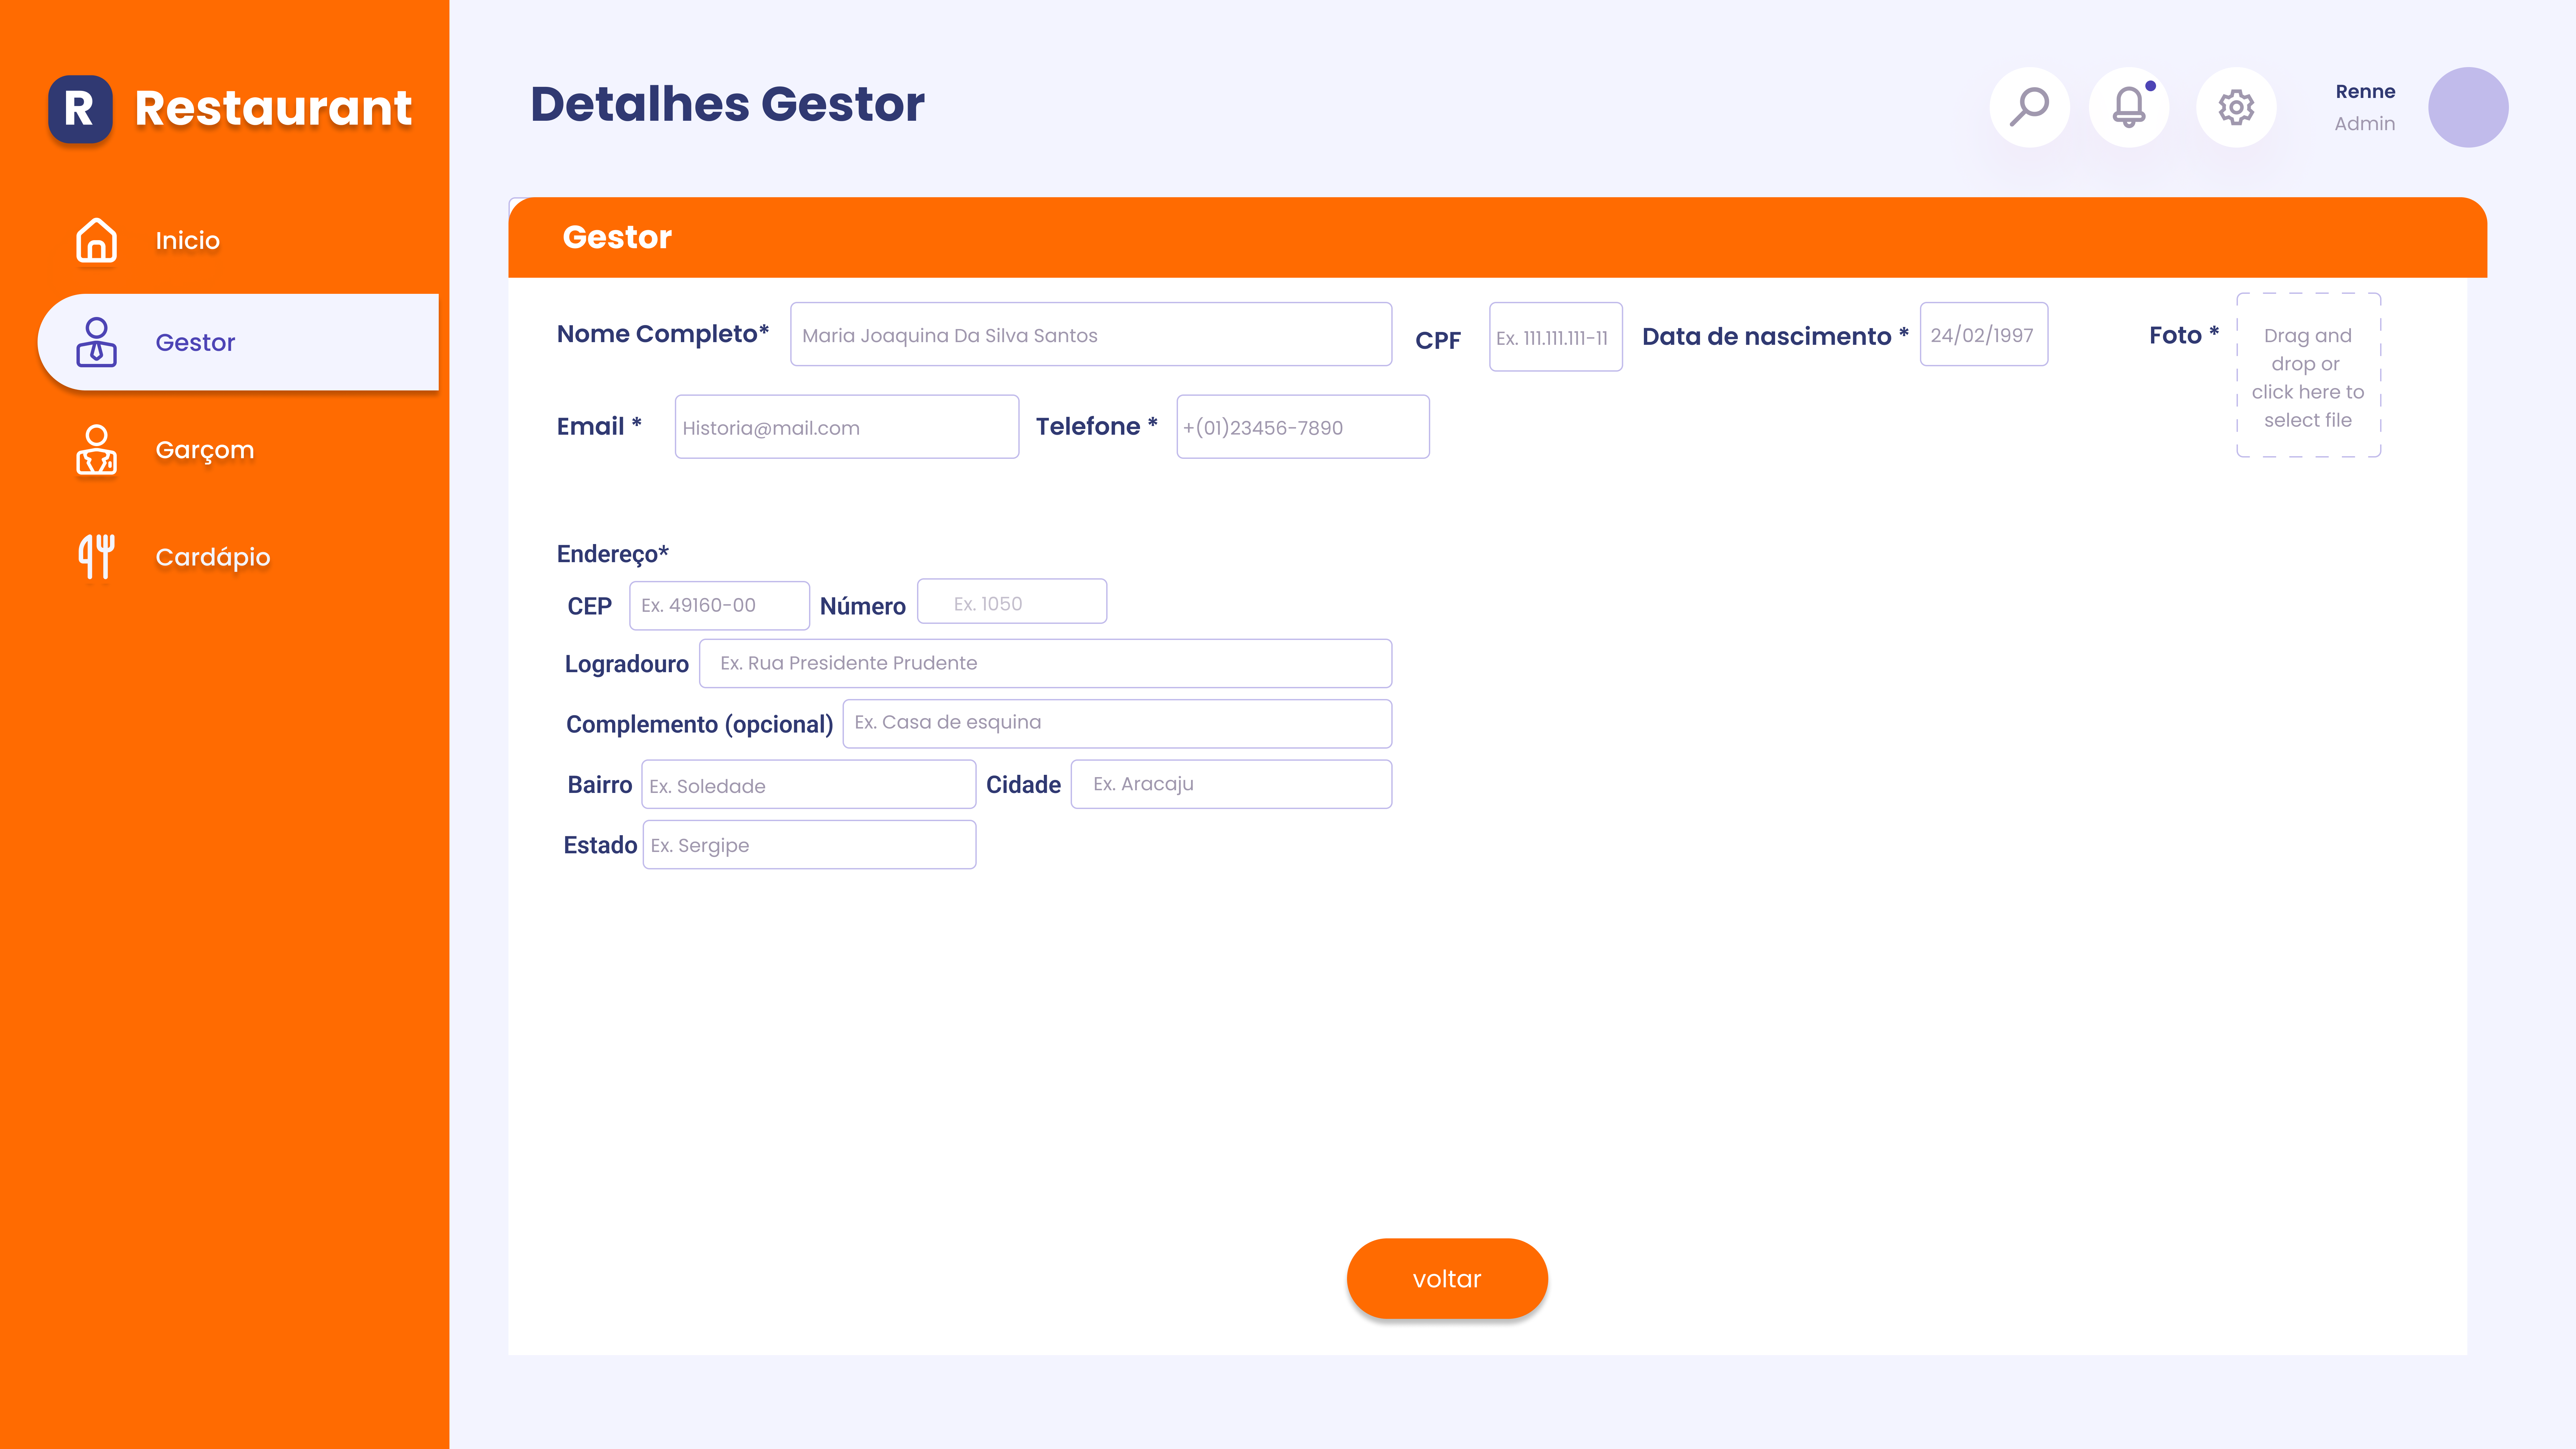 R Restaurant
Inicio
Gestor
Garçom
Cardápio
Detalhes Gestor
Renne
Admin
Gestor
Nome Completo* Maria Joaquina Da Silva Santos CPF Ex. 111.111.111-11 Data de nascimento * 24/02/1997 Foto *
Drag and
drop or
click here to
select file
Email * Historia@mail.com Telefone * +(01)23456-7890
Endereço*
CEP Ex. 49160-00 Número Ex. 1050
Logradouro Ex. Rua Presidente Prudente
Complemento (opcional) Ex. Casa de esquina
Bairro Ex. Soledade Cidade Ex. Aracaju
Estado Ex. Sergipe
voltar